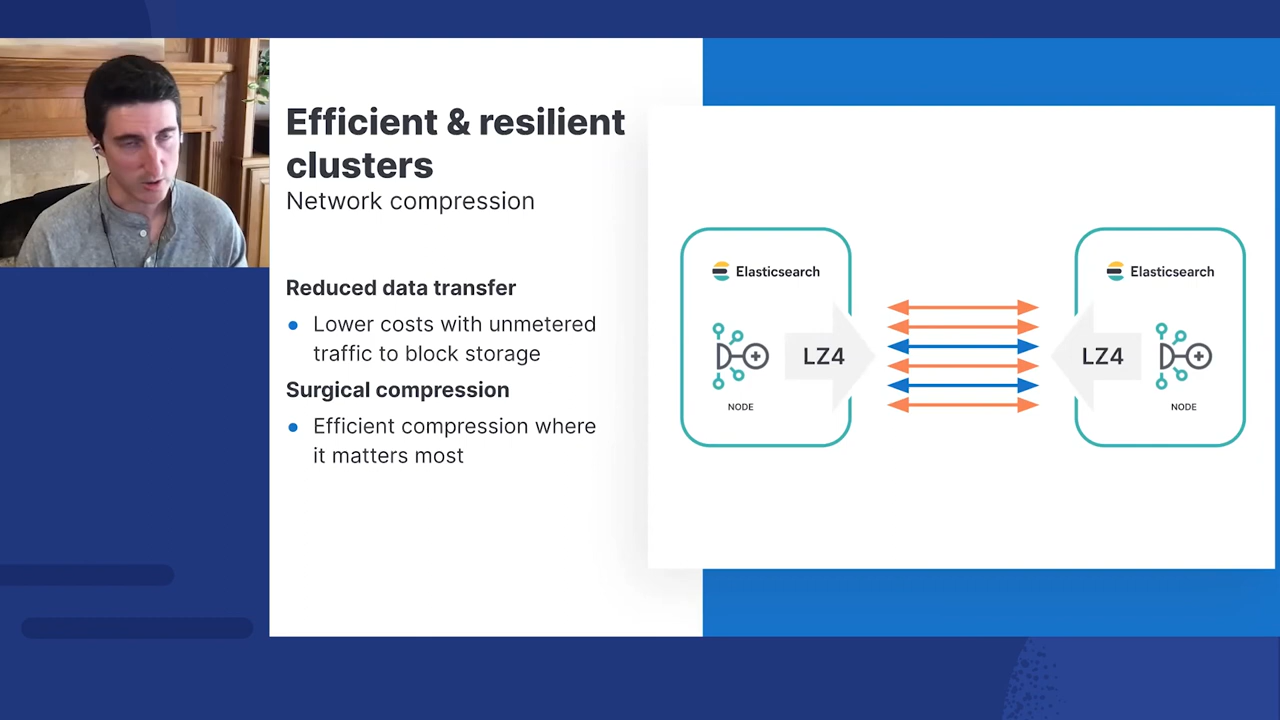 Efficient & resilient
clusters
Network compression
Reduced data transfer
• Lower costs with unmetered
traffic to block storage
Surgical compression
• Efficient compression where
it matters most
Elasticsearch
LZ4
NODE
Elasticsearch
LZ4
NODE